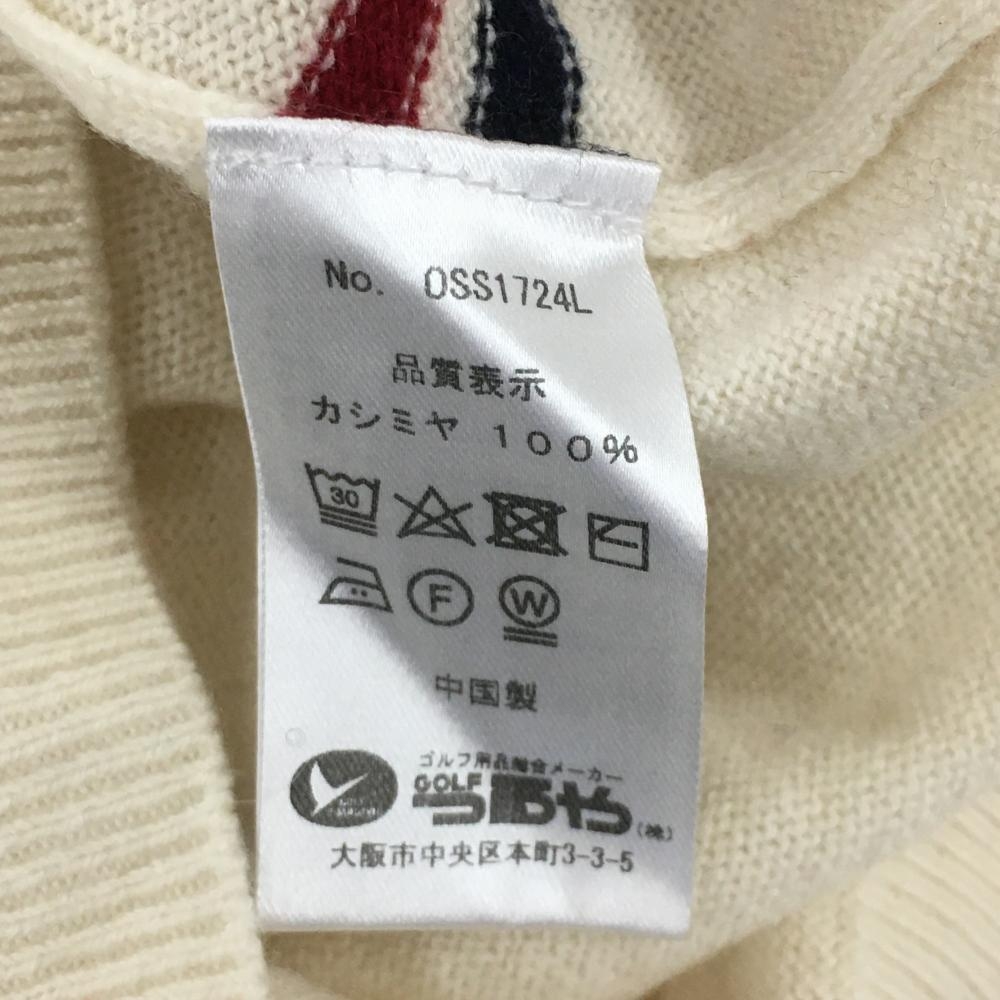 No. OSS1724L
品質表示
カシミヤ 100%
30
F W
中国製
ゴルフ用品総合メーカー
GOLF
つるや(株)
大阪市中央区本町3-3-5